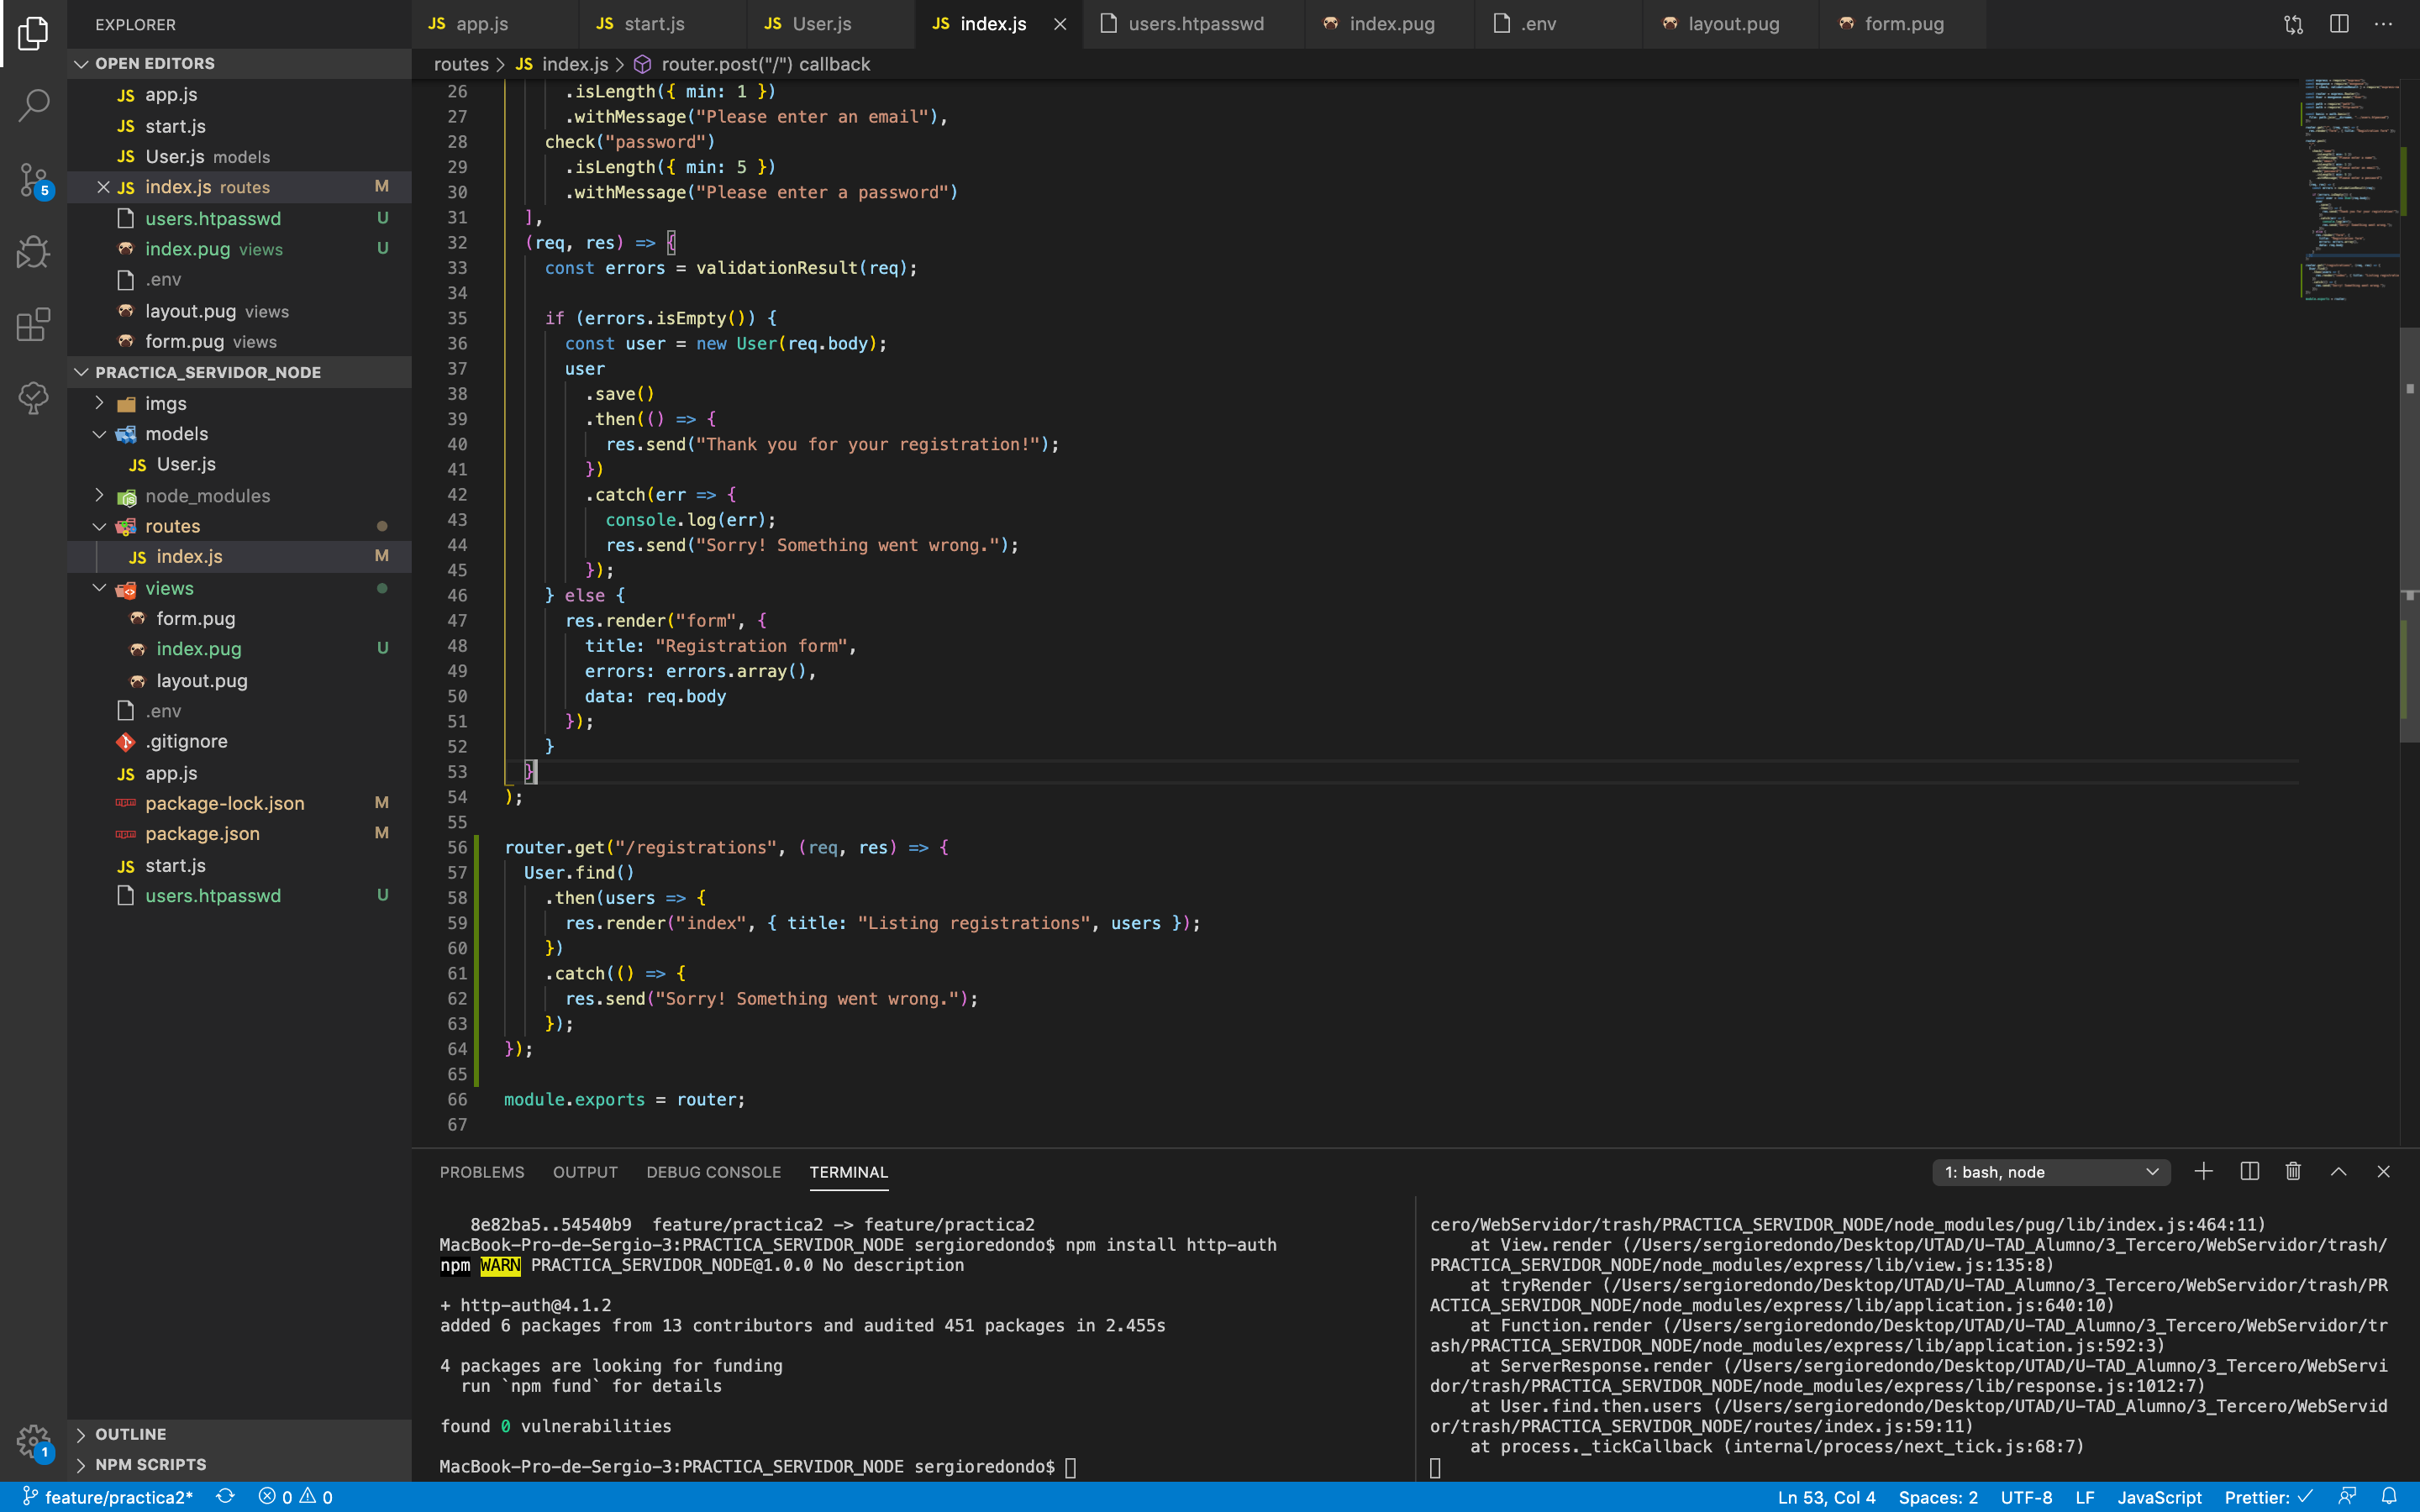 EXPLORER
OPEN EDITORS
JS app.js
JS start.js
JS User.js models
JS index.js routes M
users.htpasswd U
index.pug views U
.env
layout.pug views
form.pug views
PRACTICA_SERVIDOR_NODE
imgs
models
JS User.js
node_modules
routes
JS index.js M
views
form.pug
index.pug U
layout.pug
.env
.gitignore
JS app.js
package-lock.json M
package.json M
JS start.js
users.htpasswd U
OUTLINE
NPM SCRIPTS
5
1
JS app.js JS start.js JS User.js JS index.js users.htpasswd index.pug .env layout.pug form.pug
routes > JS index.js > router.post("/") callback
26 .isLength({ min: 1 })
27 .withMessage("Please enter an email"),
28 check("password")
29 .isLength({ min: 5 })
30 .withMessage("Please enter a password")
31 ],
32 (req, res) => {
33 const errors = validationResult(req);
34
35 if (errors.isEmpty()) {
36 const user = new User(req.body);
37 user
38 .save()
39 .then(() => {
40 res.send("Thank you for your registration!");
41 })
42 .catch(err => {
43 console.log(err);
44 res.send("Sorry! Something went wrong.");
45 });
46 } else {
47 res.render("form", {
48 title: "Registration form",
49 errors: errors.array(),
50 data: req.body
51 });
52 }
53 }
54 );
55
56 router.get("/registrations", (req, res) => {
57 User.find()
58 .then(users => {
59 res.render("index", { title: "Listing registrations", users });
60 })
61 .catch(() => {
62 res.send("Sorry! Something went wrong.");
63 });
64 });
65
66 module.exports = router;
67
PROBLEMS OUTPUT DEBUG CONSOLE TERMINAL 1: bash, node
8e82ba5..54540b9 feature/practica2 -> feature/practica2
MacBook-Pro-de-Sergio-3:PRACTICA_SERVIDOR_NODE sergioredondo$ npm install http-auth
npm WARN PRACTICA_SERVIDOR_NODE@1.0.0 No description
+ http-auth@4.1.2
added 6 packages from 13 contributors and audited 451 packages in 2.455s
4 packages are looking for funding
run `npm fund` for details
found 0 vulnerabilities
MacBook-Pro-de-Sergio-3:PRACTICA_SERVIDOR_NODE sergioredondo$
cero/WebServidor/trash/PRACTICA_SERVIDOR_NODE/node_modules/pug/lib/index.js:464:11)
at View.render (/Users/sergioredondo/Desktop/UTAD/U-TAD_Alumno/3_Tercero/WebServidor/trash/
PRACTICA_SERVIDOR_NODE/node_modules/express/lib/view.js:135:8)
at tryRender (/Users/sergioredondo/Desktop/UTAD/U-TAD_Alumno/3_Tercero/WebServidor/trash/PR
ACTICA_SERVIDOR_NODE/node_modules/express/lib/application.js:640:10)
at Function.render (/Users/sergioredondo/Desktop/UTAD/U-TAD_Alumno/3_Tercero/WebServidor/tr
ash/PRACTICA_SERVIDOR_NODE/node_modules/express/lib/application.js:592:3)
at ServerResponse.render (/Users/sergioredondo/Desktop/UTAD/U-TAD_Alumno/3_Tercero/WebServi
dor/trash/PRACTICA_SERVIDOR_NODE/node_modules/express/lib/response.js:1012:7)
at User.find.then.users (/Users/sergioredondo/Desktop/UTAD/U-TAD_Alumno/3_Tercero/WebServid
or/trash/PRACTICA_SERVIDOR_NODE/routes/index.js:59:11)
at process._tickCallback (internal/process/next_tick.js:68:7)
feature/practica2* 0 0 Ln 53, Col 4 Spaces: 2 UTF-8 LF JavaScript Prettier: ✓